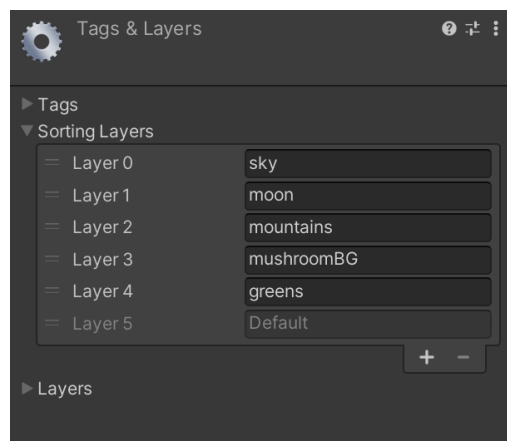 Tags & Layers
Tags
Sorting Layers
Layer 0 sky
Layer 1 moon
Layer 2 mountains
Layer 3 mushroomBG
Layer 4 greens
Layer 5 Default
Layers